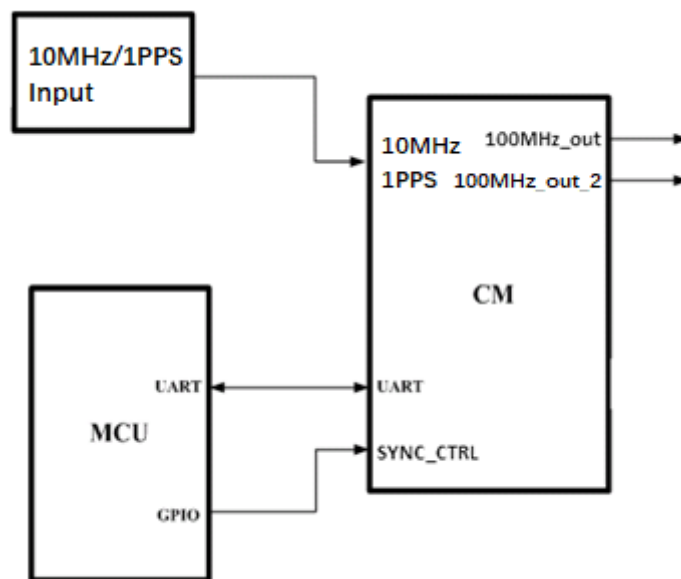 10MHz/1PPS
Input
10MHz
100MHz_out
1PPS
100MHz_out_2
CM
UART
UART
MCU
SYNC_CTRL
GPIO